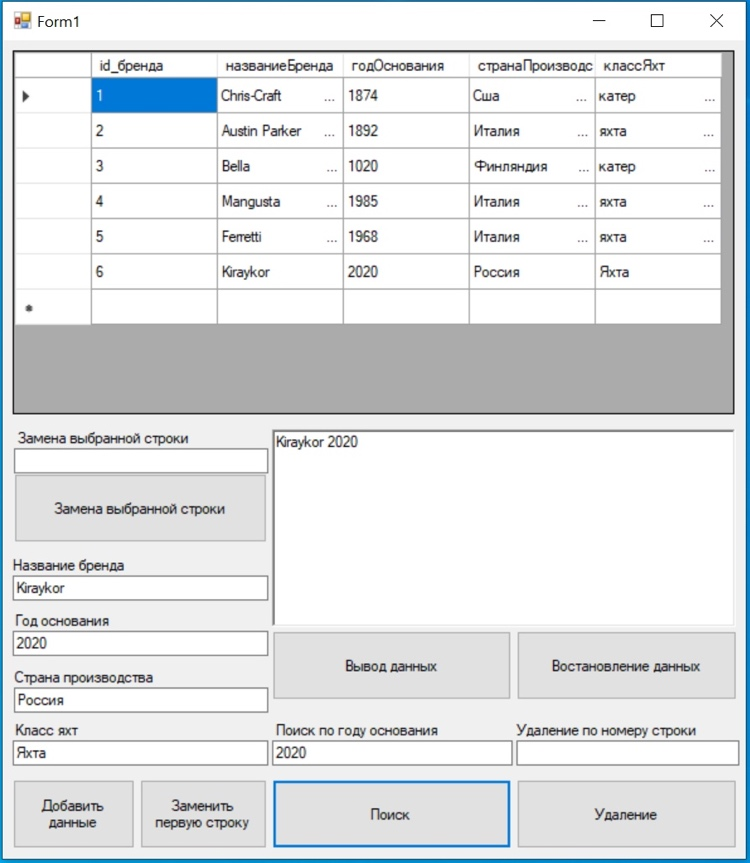 Form1
id_бренда названиеБренда годОснования странаПроизводс классЯхт
1 Chris-Craft ... 1874 Сша ... катер ...
2 Austin Parker ... 1892 Италия ... яхта ...
3 Bella ... 1020 Финляндия ... катер ...
4 Mangusta ... 1985 Италия ... яхта ...
5 Ferretti ... 1968 Италия ... яхта ...
6 Kiraykor 2020 Россия Яхта
Замена выбранной строки
Kiraykor 2020
Замена выбранной строки
Название бренда
Kiraykor
Год основания
2020
Вывод данных Востановление данных
Страна производства
Россия
Класс яхт Поиск по году основания Удаление по номеру строки
Яхта 2020
Добавить
данные
Заменить
первую строку
Поиск
Удаление